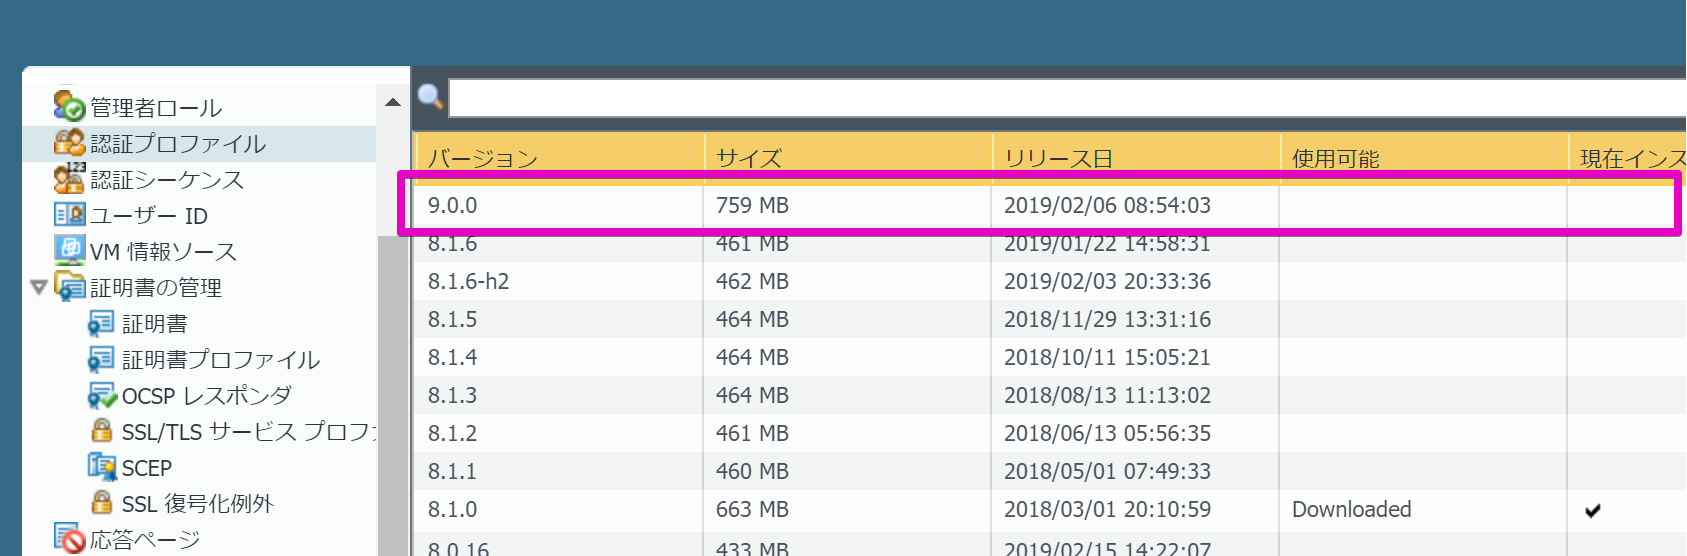 管理者ロール
認証プロファイル
認証シーケンス
ユーザー ID
VM 情報ソース
証明書の管理
証明書
証明書プロファイル
OCSP レスポンダ
SSL/TLS サービス プロファ
SCEP
SSL 復号化例外
応答ページ
バージョン サイズ リリース日 使用可能 現在インス
9.0.0 759 MB 2019/02/06 08:54:03
8.1.6 461 MB 2019/01/22 14:58:31
8.1.6-h2 462 MB 2019/02/03 20:33:36
8.1.5 464 MB 2018/11/29 13:31:16
8.1.4 464 MB 2018/10/11 15:05:21
8.1.3 464 MB 2018/08/13 11:13:02
8.1.2 461 MB 2018/06/13 05:56:35
8.1.1 460 MB 2018/05/01 07:49:33
8.1.0 663 MB 2018/03/01 20:10:59 Downloaded ✔
8.0.16 433 MB 2019/02/15 14:22:07